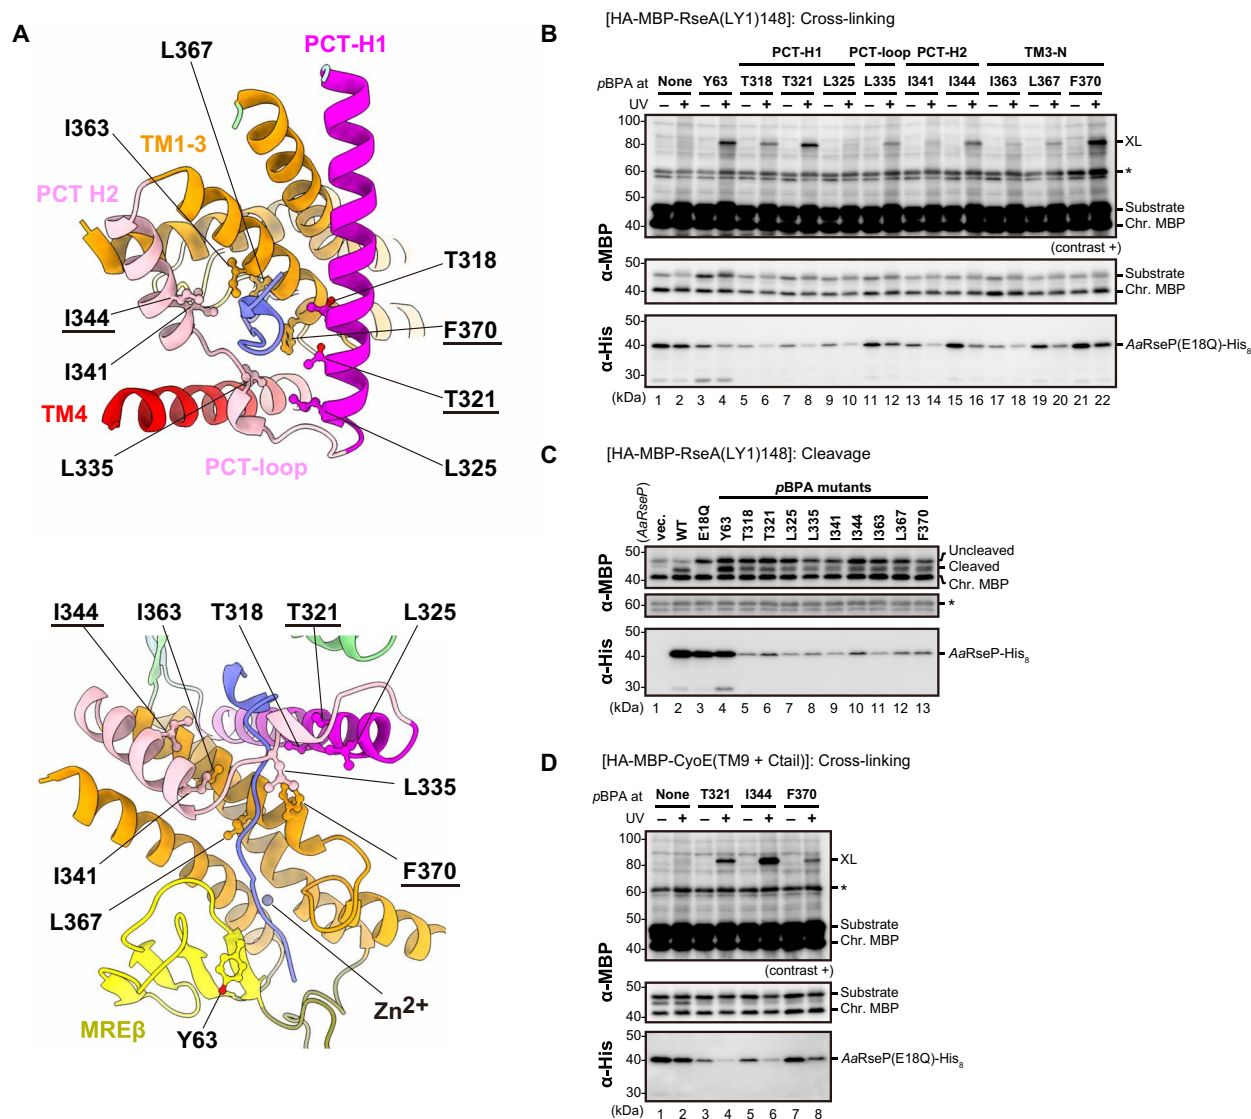 A
L367
PCT-H1
I363
TM1-3
PCT H2
T318
I344
F370
I341
T321
TM4
L335
PCT-loop
L325
I344 I363 T318 T321 L325
L335
I341
F370
L367
Zn2+
MREβ
Y63
B
[HA-MBP-RseA(LY1)148]: Cross-linking
PCT-H1 PCT-loop PCT-H2 TM3-N
pBPA at None Y63 T318 T321 L325 L335 I341 I344 I363 L367 F370
UV – + – + – + – + – + – + – + – + – + – + – +
100
80 XL
60 *
50 Substrate
40 Chr. MBP
(contrast +)
α-MBP
50 Substrate
40 Chr. MBP
50
α-His
40 AaRseP(E18Q)-His8
30
(kDa) 1 2 3 4 5 6 7 8 9 10 11 12 13 14 15 16 17 18 19 20 21 22
C
[HA-MBP-RseA(LY1)148]: Cleavage
pBPA mutants
(AaRseP) vec. WT E18Q Y63 T318 T321 L325 L335 I341 I344 I363 L367 F370
50 Uncleaved
Cleaved
40 Chr. MBP
α-MBP
60 *
50
α-His
40 AaRseP-His8
30
(kDa) 1 2 3 4 5 6 7 8 9 10 11 12 13
D
[HA-MBP-CyoE(TM9 + Ctail)]: Cross-linking
pBPA at None T321 I344 F370
UV – + – + – + – +
100
80 XL
60 *
50 Substrate
40 Chr. MBP
(contrast +)
α-MBP
50 Substrate
40 Chr. MBP
50
α-His
40 AaRseP(E18Q)-His8
30
(kDa) 1 2 3 4 5 6 7 8